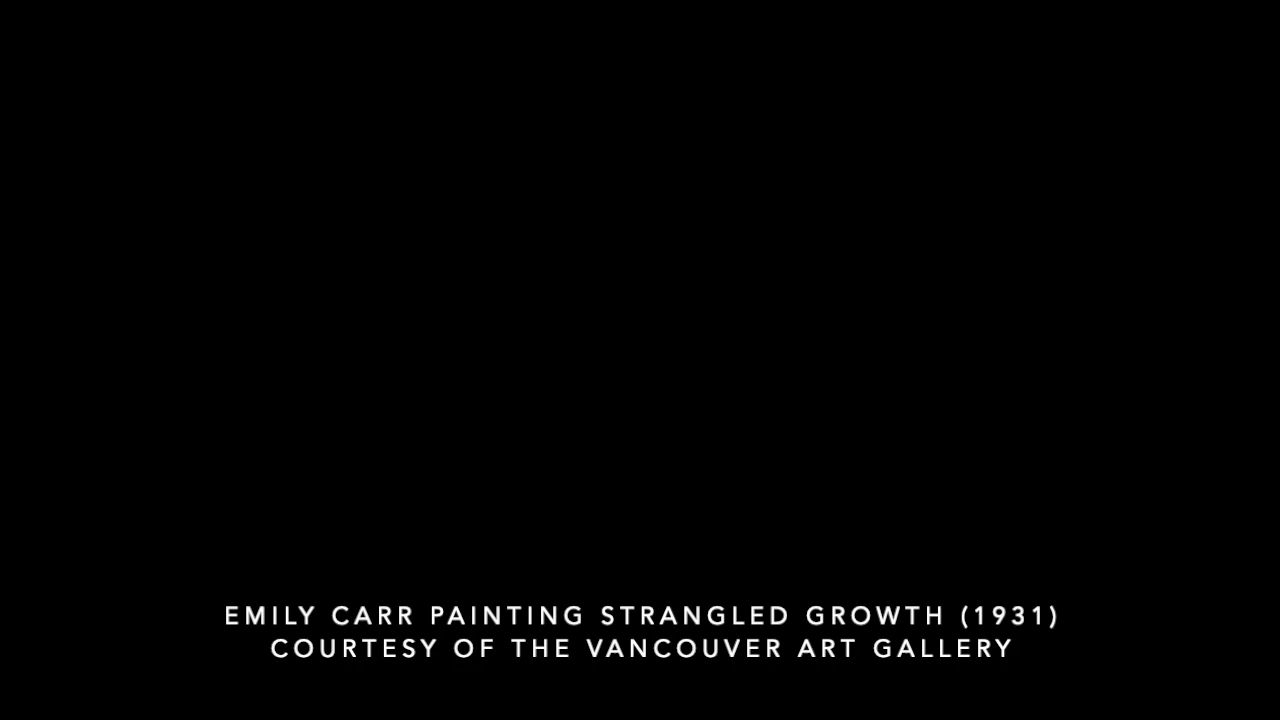 EMILY CARR PAINTING STRANGLED GROWTH (1931)
COURTESY OF THE VANCOUVER ART GALLERY